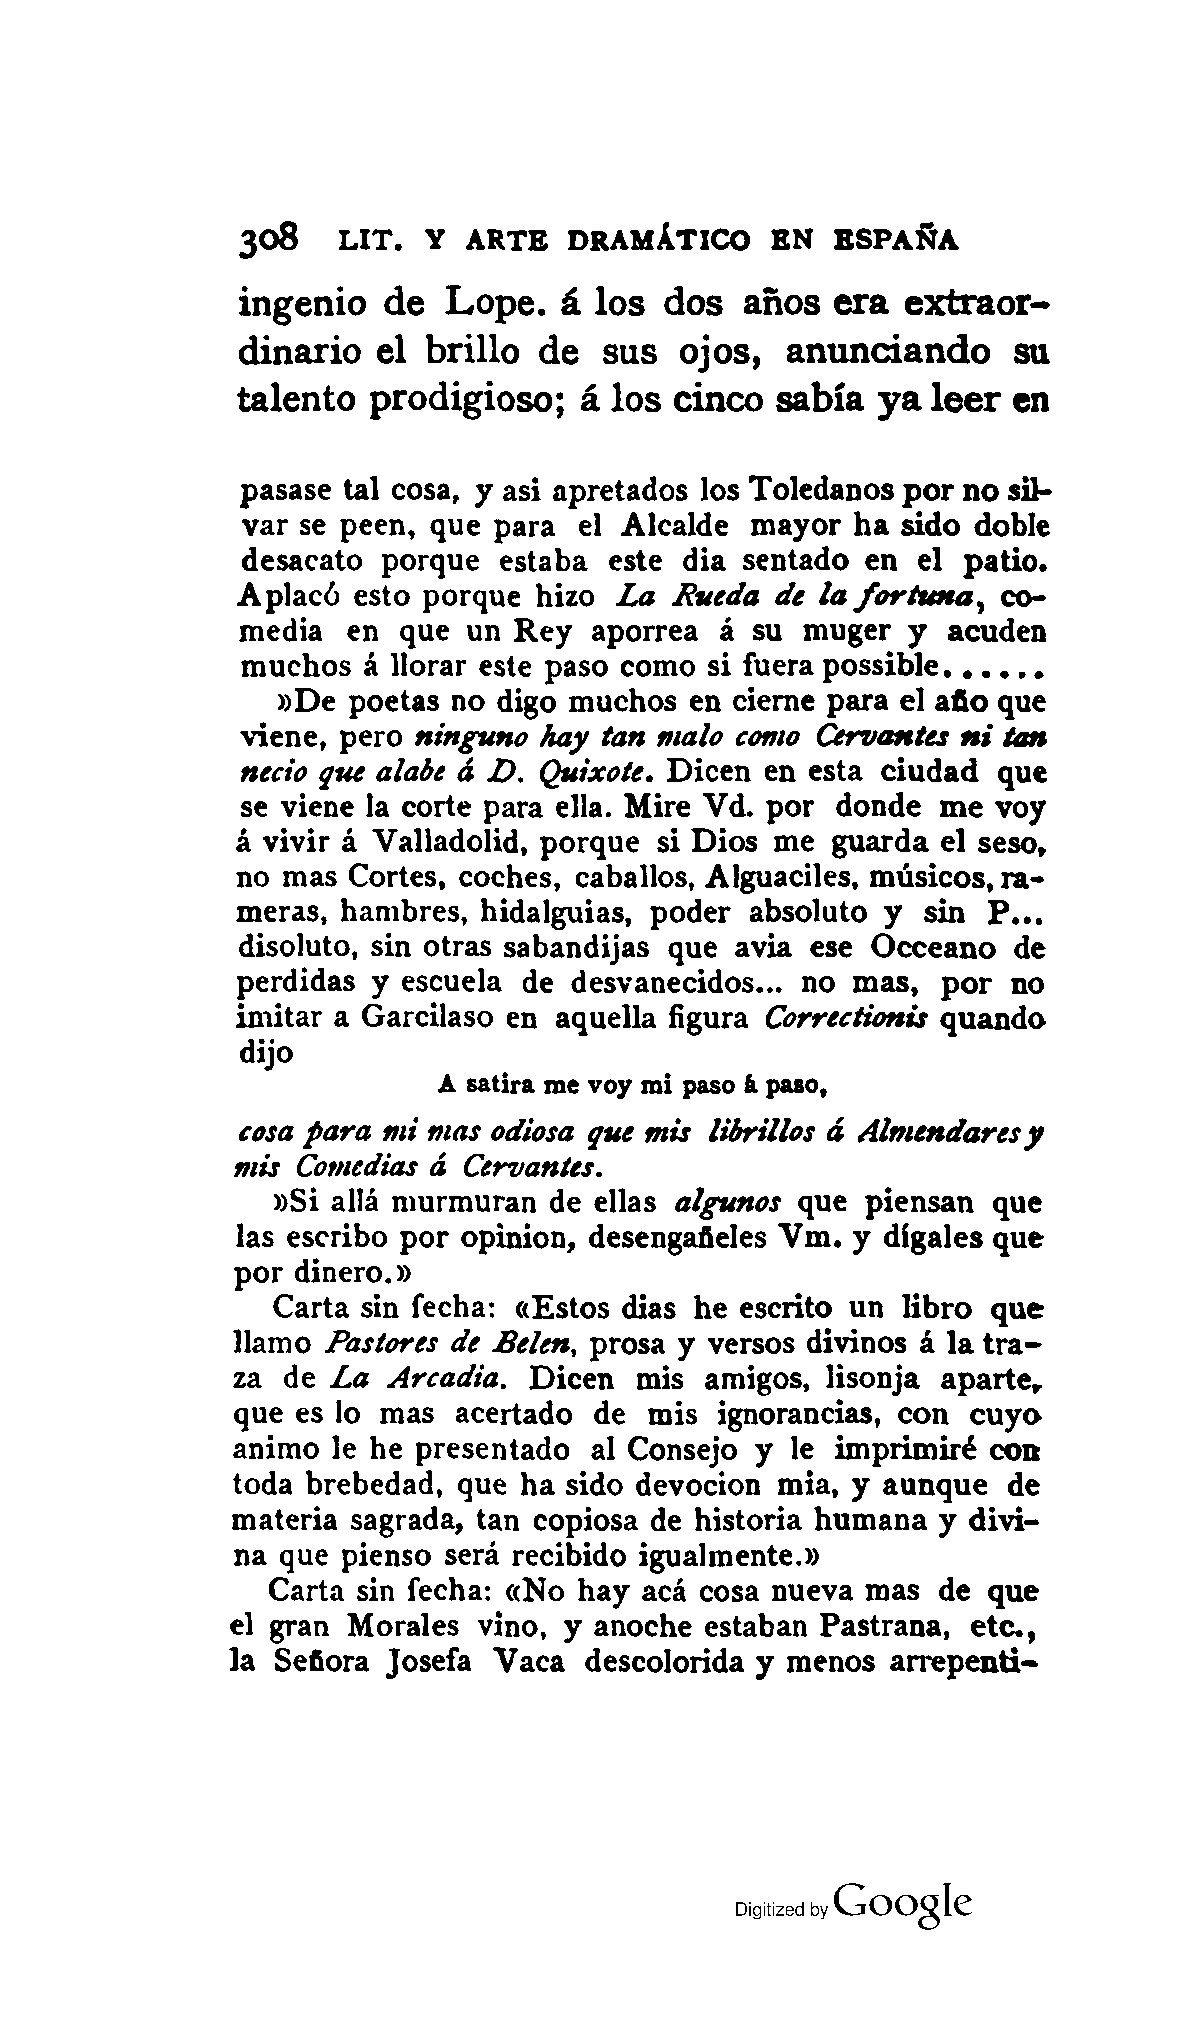 308 LIT. Y ARTE DRAMÁTICO EN ESPAÑA
ingenio de Lope. á los dos años era extraor-
dinario el brillo de sus ojos, anunciando su
talento prodigioso; á los cinco sabía ya leer en
pasase tal cosa, y asi apretados los Toledanos por no sil-
var se peen, que para el Alcalde mayor ha sido doble
desacato porque estaba este dia sentado en el patio.
Aplacó esto porque hizo La Rueda de la fortuna, co-
media en que un Rey aporrea á su muger y acuden
muchos á llorar este paso como si fuera possible......
»De poetas no digo muchos en cierne para el año que
viene, pero ninguno hay tan malo como Cervantes ni tan
necio que alabe á D. Quixote. Dicen en esta ciudad que
se viene la corte para ella. Mire Vd. por donde me voy
á vivir á Valladolid, porque si Dios me guarda el seso,
no mas Cortes, coches, caballos, Alguaciles, músicos, ra-
meras, hambres, hidalguias, poder absoluto y sin P...
disoluto, sin otras sabandijas que avia ese Occeano de
perdidas y escuela de desvanecidos... no mas, por no
imitar a Garcilaso en aquella figura Correctionis quando
dijo
A satira me voy mi paso á paso,
cosa para mi mas odiosa que mis librillos á Almendares y
mis Comedias á Cervantes.
»Si allá murmuran de ellas algunos que piensan que
las escribo por opinion, desengañeles Vm. y dígales que
por dinero.»
Carta sin fecha: «Estos dias he escrito un libro que
llamo Pastores de Belen, prosa y versos divinos á la tra-
za de La Arcadia. Dicen mis amigos, lisonja aparte,
que es lo mas acertado de mis ignorancias, con cuyo
animo le he presentado al Consejo y le imprimiré con
toda brebedad, que ha sido devocion mia, y aunque de
materia sagrada, tan copiosa de historia humana y divi-
na que pienso será recibido igualmente.»
Carta sin fecha: «No hay acá cosa nueva mas de que
el gran Morales vino, y anoche estaban Pastrana, etc.,
la Señora Josefa Vaca descolorida y menos arrepenti-
Digitized by Google